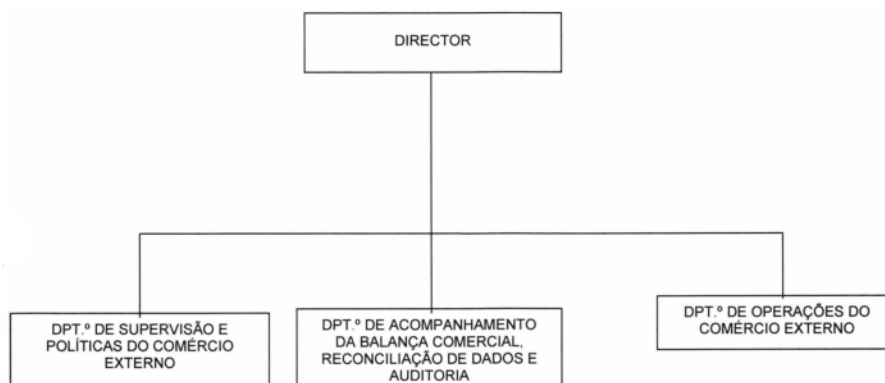 DIRECTOR
DPT.º DE SUPERVISÃO E
POLÍTICAS DO COMÉRCIO
EXTERNO
DPT.º DE ACOMPANHAMENTO
DA BALANÇA COMERCIAL,
RECONCILIAÇÃO DE DADOS E
AUDITORIA
DPT.º DE OPERAÇÕES DO
COMÉRCIO EXTERNO